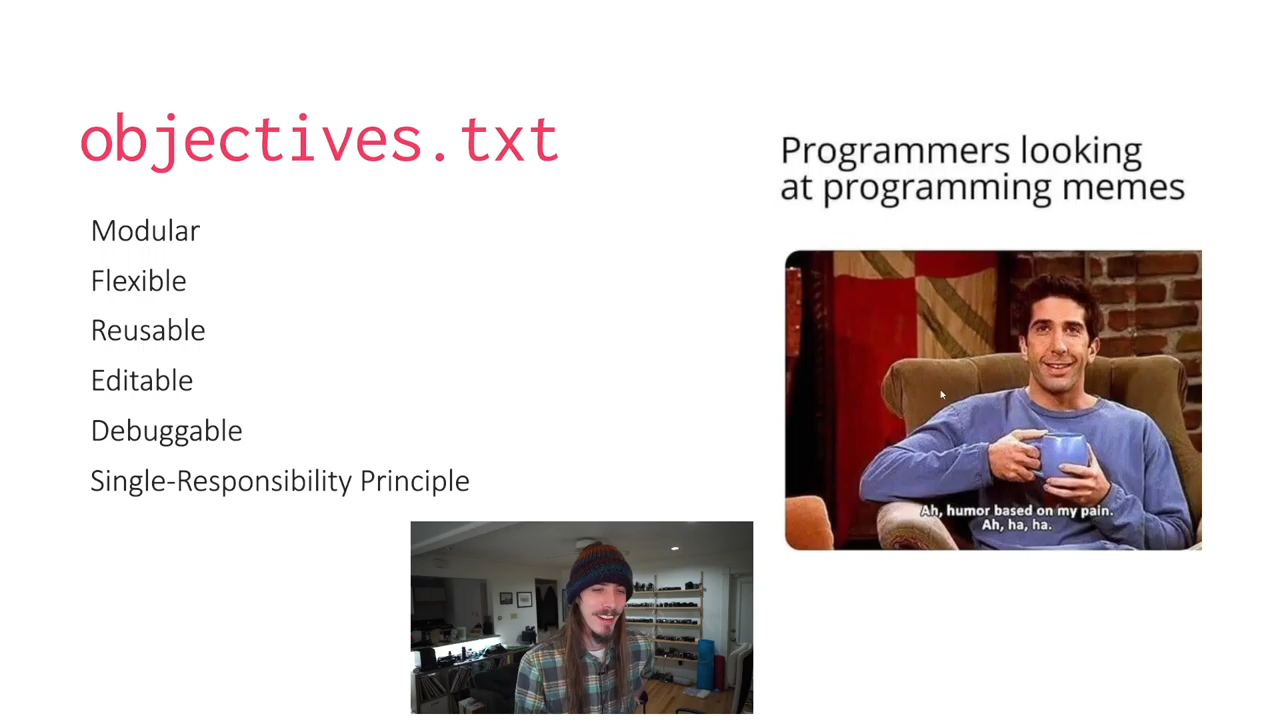 objectives.txt
Modular
Flexible
Reusable
Editable
Debuggable
Single-Responsibility Principle
Programmers looking
at programming memes
Ah, humor based on my pain.
Ah, ha, ha.